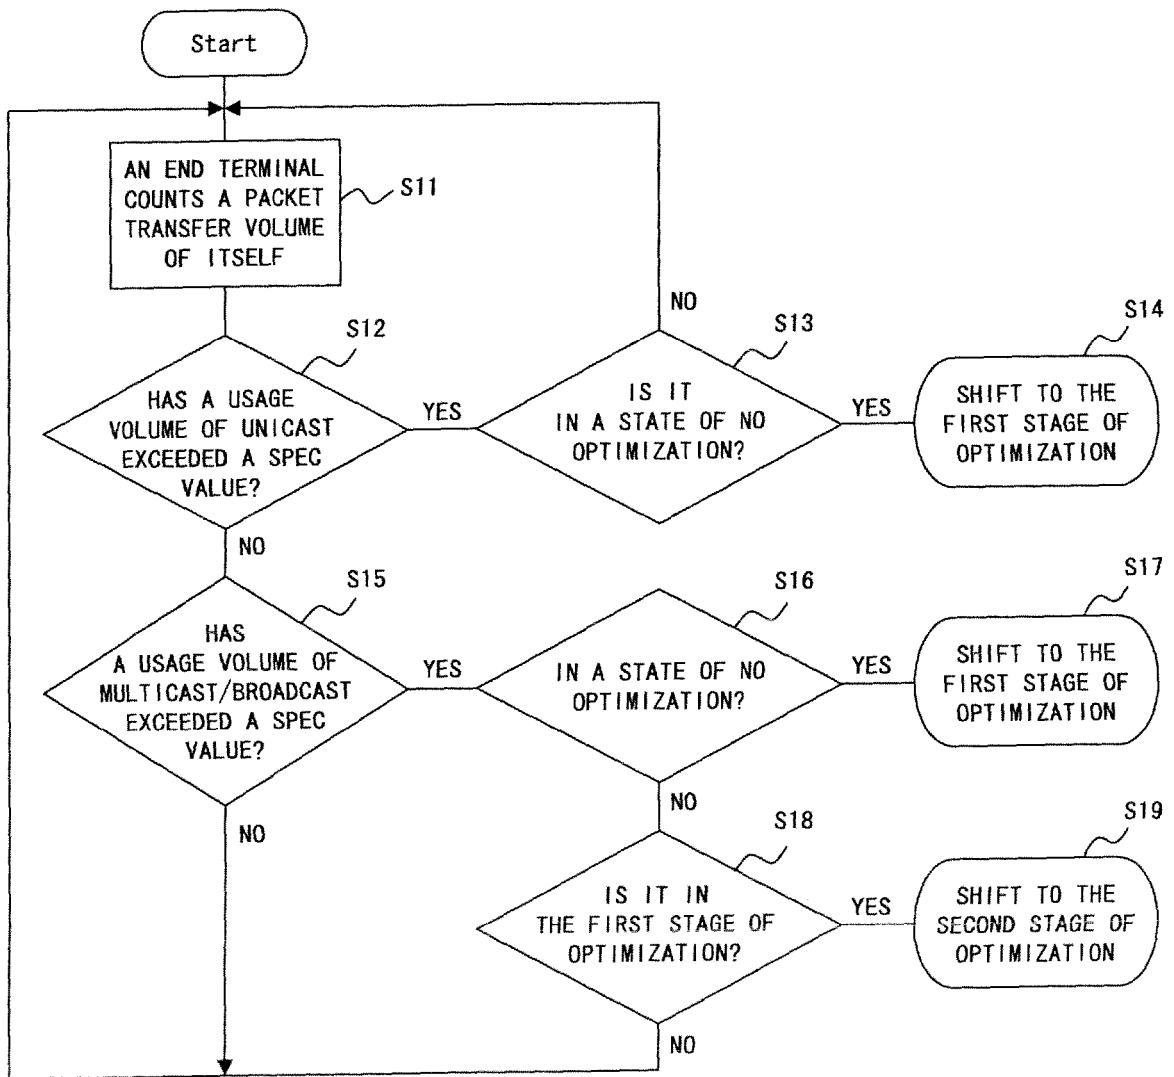 Start
AN END TERMINAL
COUNTS A PACKET
TRANSFER VOLUME
OF ITSELF
S11
S12
HAS A USAGE
VOLUME OF UNICAST
EXCEEDED A SPEC
VALUE?
YES
NO
S13
NO
IS IT
IN A STATE OF NO
OPTIMIZATION?
YES
S14
SHIFT TO THE
FIRST STAGE OF
OPTIMIZATION
S15
HAS
A USAGE VOLUME OF
MULTICAST/BROADCAST
EXCEEDED A SPEC
VALUE?
YES
NO
S16
IN A STATE OF NO
OPTIMIZATION?
YES
NO
S17
SHIFT TO THE
FIRST STAGE OF
OPTIMIZATION
S18
IS IT IN
THE FIRST STAGE OF
OPTIMIZATION?
YES
NO
S19
SHIFT TO THE
SECOND STAGE OF
OPTIMIZATION